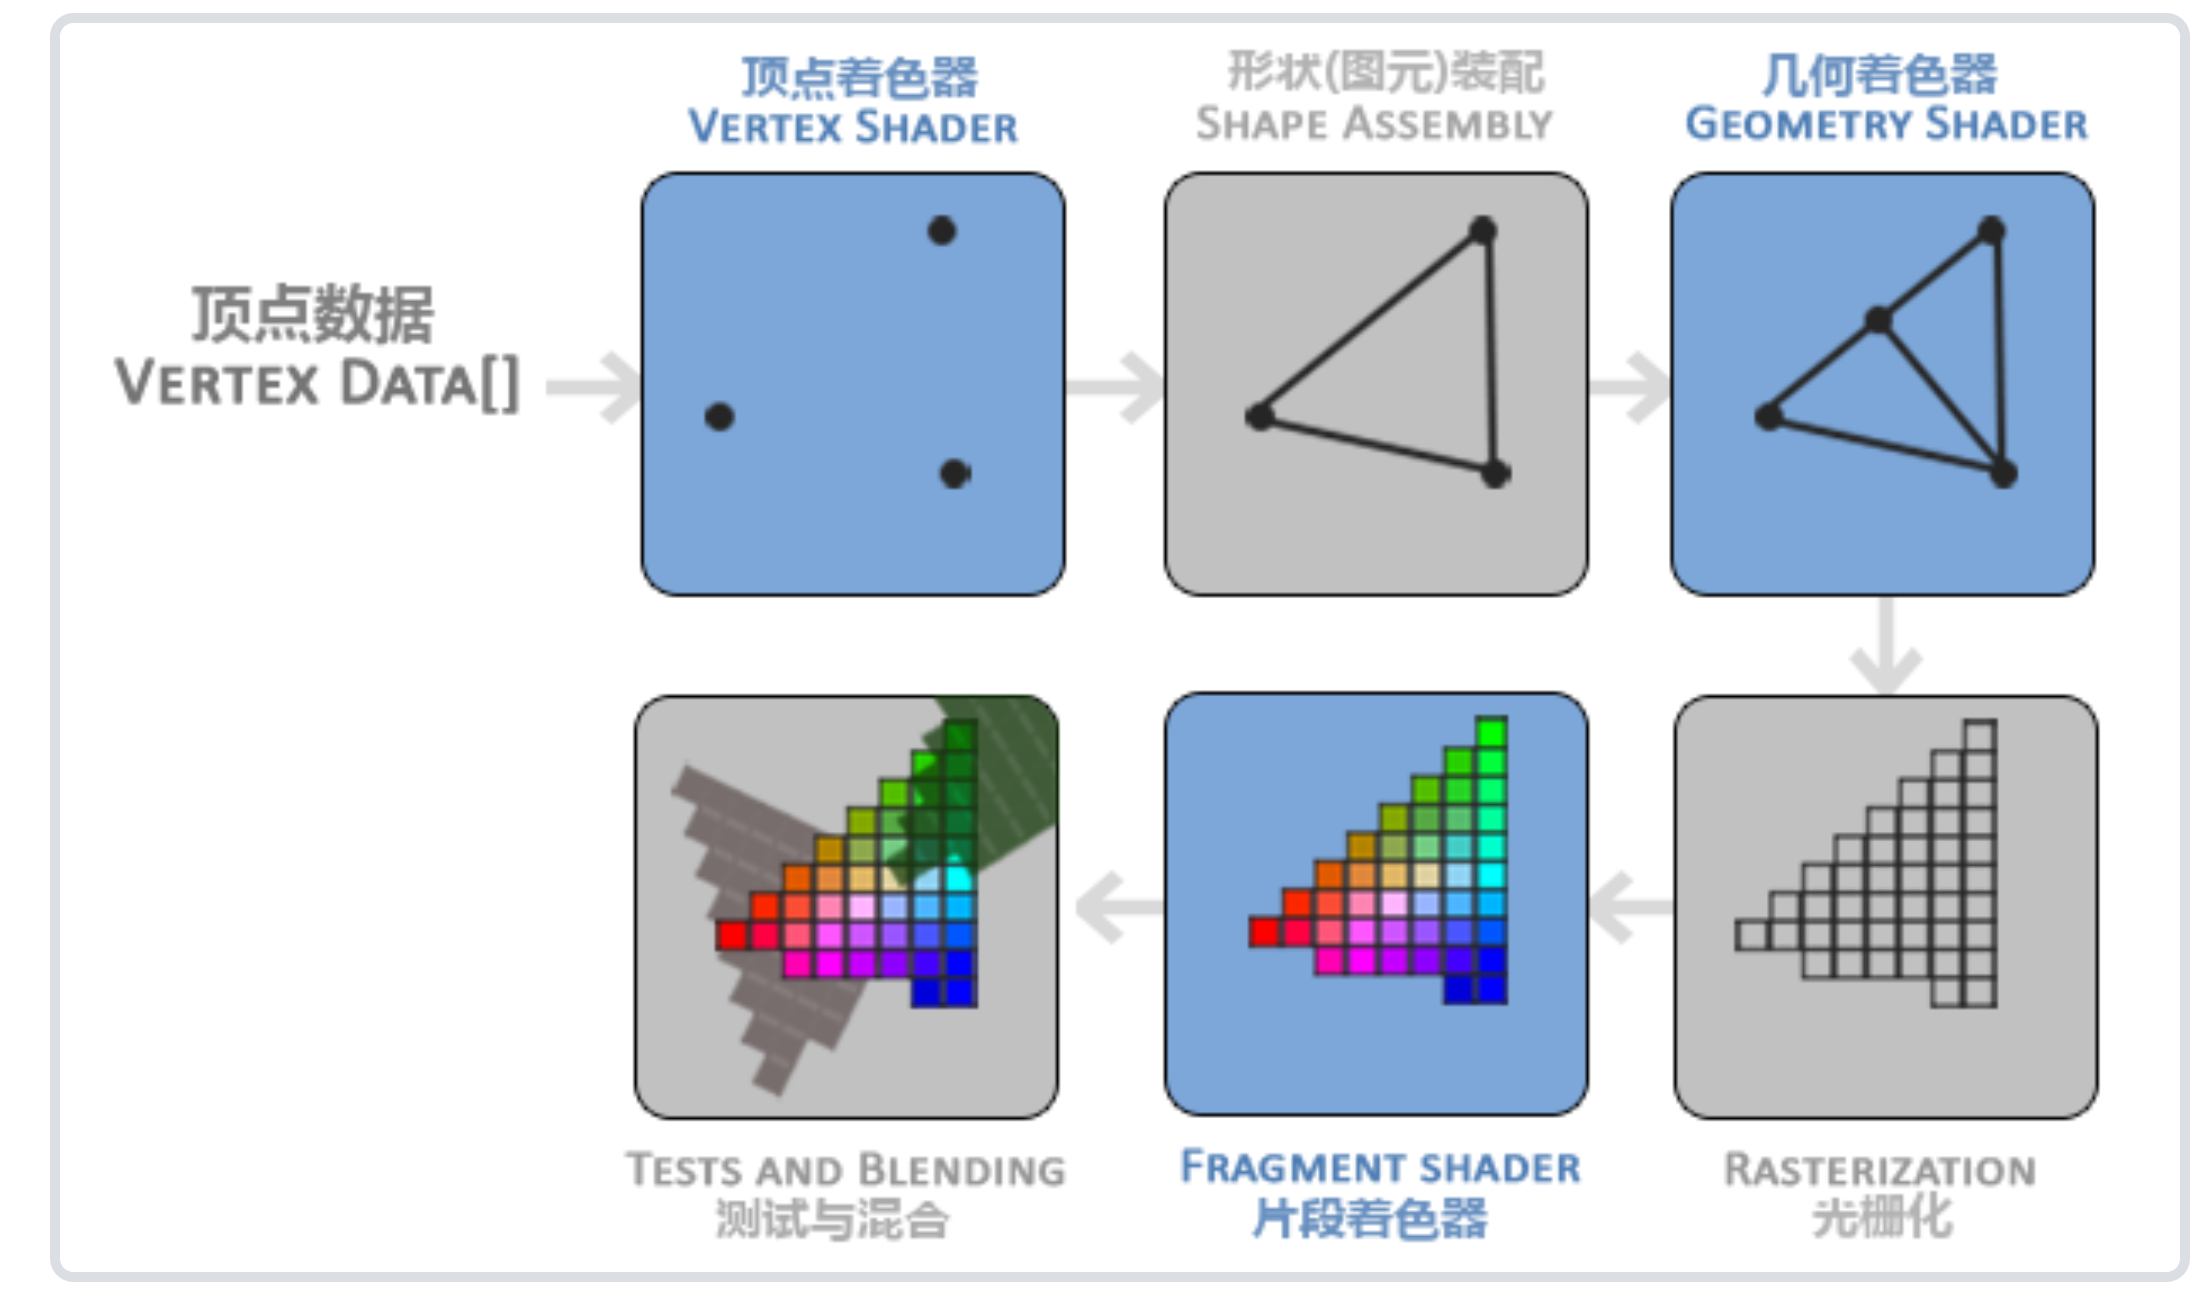 顶点着色器
VERTEX SHADER
形状(图元)装配
SHAPE ASSEMBLY
几何着色器
GEOMETRY SHADER
顶点数据
VERTEX DATA[]
TESTS AND BLENDING
测试与混合
FRAGMENT SHADER
片段着色器
RASTERIZATION
光栅化